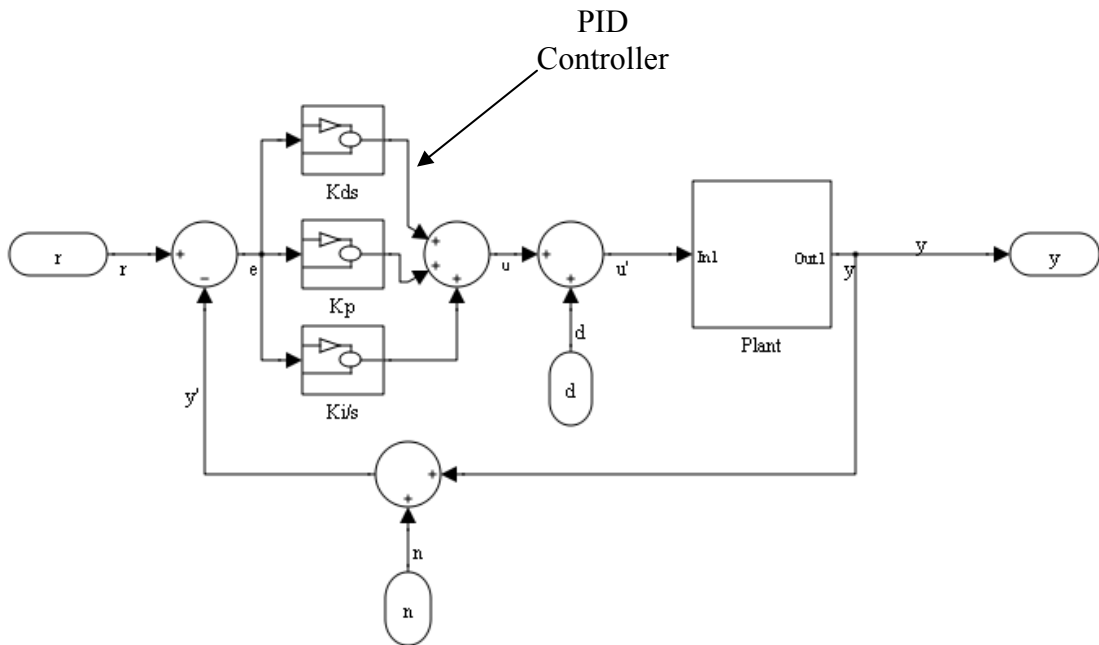 PID
Controller
Kds
r
r
+
−
e
Kp
+
+
+
u
+
+
u'
In1
Out1
y
y
y
Plant
d
d
Ki/s
y'
+
+
n
n